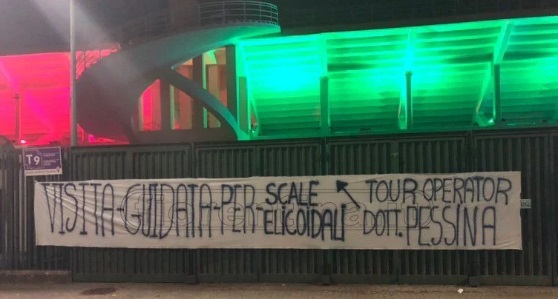 T9
VISITA GUIDATA PER SCALE ELICOIDALI
TOUR OPERATOR
DOTT. PESSINA